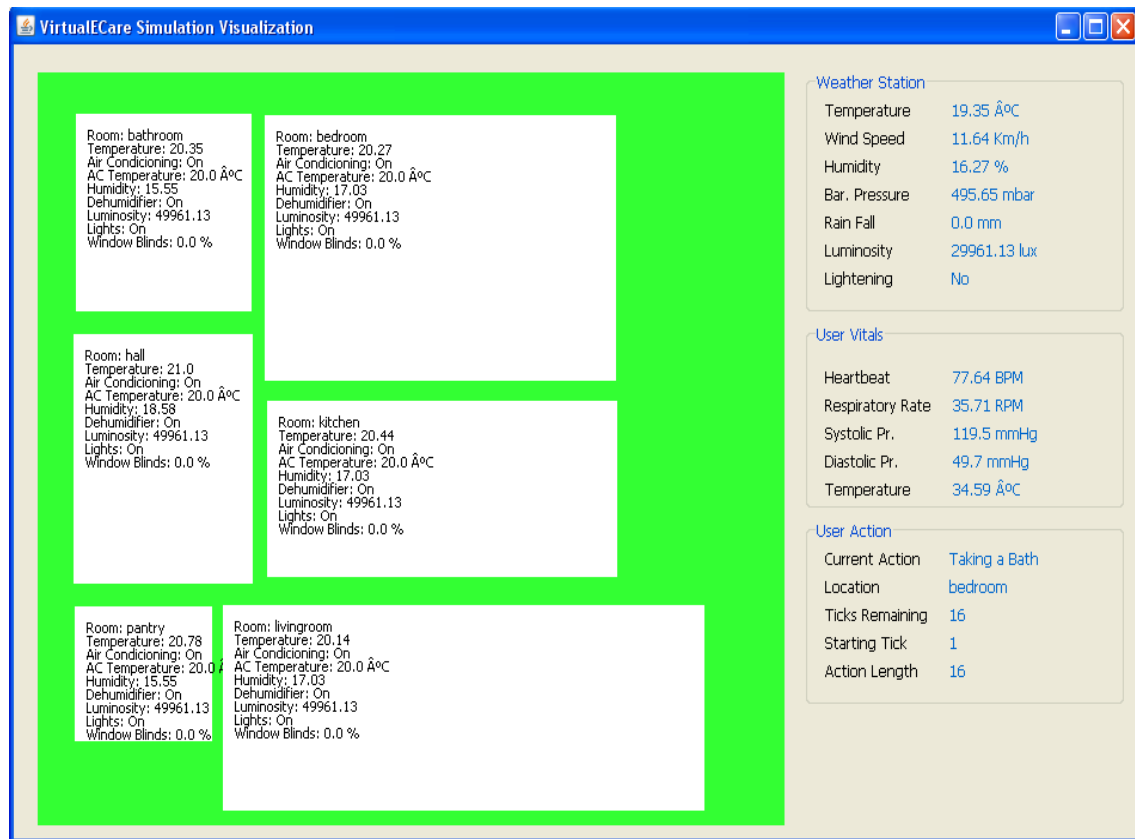 VirtualECare Simulation Visualization
Room: bathroom
Temperature: 20.35
Air Condicioning: On
AC Temperature: 20.0 ÂºC
Humidity: 15.55
Dehumidifier: On
Luminosity: 49961.13
Lights: On
Window Blinds: 0.0 %
Room: bedroom
Temperature: 20.27
Air Condicioning: On
AC Temperature: 20.0 ÂºC
Humidity: 17.03
Dehumidifier: On
Luminosity: 49961.13
Lights: On
Window Blinds: 0.0 %
Room: hall
Temperature: 21.0
Air Condicioning: On
AC Temperature: 20.0 ÂºC
Humidity: 18.58
Dehumidifier: On
Luminosity: 49961.13
Lights: On
Window Blinds: 0.0 %
Room: kitchen
Temperature: 20.44
Air Condicioning: On
AC Temperature: 20.0 ÂºC
Humidity: 17.03
Dehumidifier: On
Luminosity: 49961.13
Lights: On
Window Blinds: 0.0 %
Room: pantry
Temperature: 20.78
Air Condicioning: On
AC Temperature: 20.0
Humidity: 15.55
Dehumidifier: On
Luminosity: 49961.13
Lights: On
Window Blinds: 0.0 %
Room: livingroom
Temperature: 20.14
Air Condicioning: On
AC Temperature: 20.0 ÂºC
Humidity: 17.03
Dehumidifier: On
Luminosity: 49961.13
Lights: On
Window Blinds: 0.0 %
Weather Station
Temperature 19.35 ÂºC
Wind Speed 11.64 Km/h
Humidity 16.27 %
Bar. Pressure 495.65 mbar
Rain Fall 0.0 mm
Luminosity 29961.13 lux
Lightening No
User Vitals
Heartbeat 77.64 BPM
Respiratory Rate 35.71 RPM
Systolic Pr. 119.5 mmHg
Diastolic Pr. 49.7 mmHg
Temperature 34.59 ÂºC
User Action
Current Action Taking a Bath
Location bedroom
Ticks Remaining 16
Starting Tick 1
Action Length 16